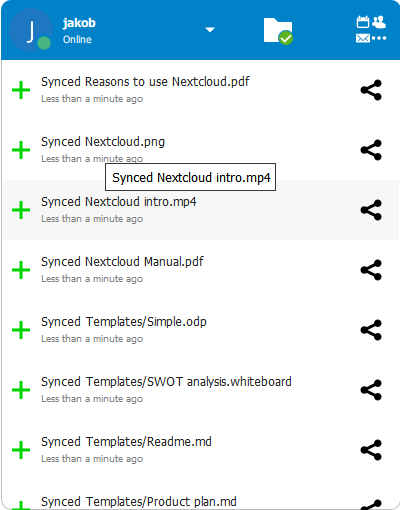 J
jakob
Online
Synced Reasons to use Nextcloud.pdf
Less than a minute ago
Synced Nextcloud.png
Less than a minute ago
Synced Nextcloud intro.mp4
Synced Nextcloud intro.mp4
Less than a minute ago
Synced Nextcloud Manual.pdf
Less than a minute ago
Synced Templates/Simple.odp
Less than a minute ago
Synced Templates/SWOT analysis.whiteboard
Less than a minute ago
Synced Templates/Readme.md
Less than a minute ago
Synced Templates/Product plan.md